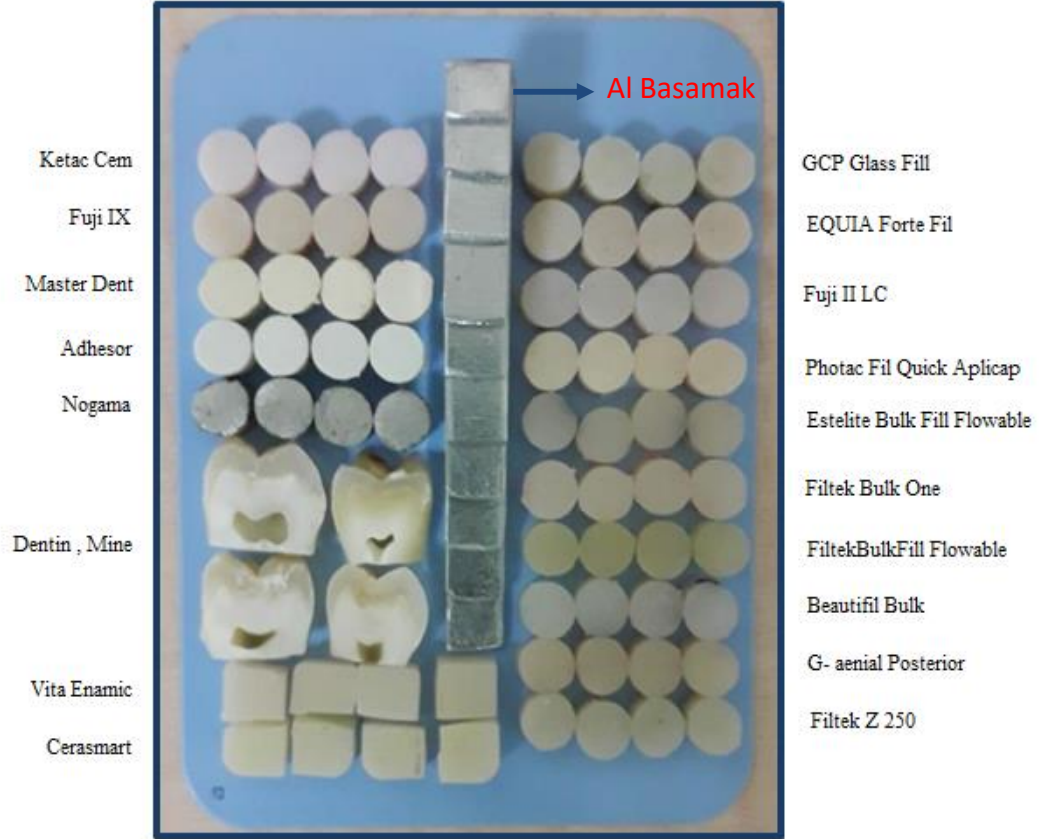 Al Basamak
Ketac Cem
Fuji IX
Master Dent
Adhesor
Nogama
Dentin , Mine
Vita Enamic
Cerasmart
GCP Glass Fill
EQUIA Forte Fil
Fuji II LC
Photac Fil Quick Aplicap
Estelite Bulk Fill Flowable
Filtek Bulk One
FiltekBulkFill Flowable
Beautifil Bulk
G- aenial Posterior
Filtek Z 250